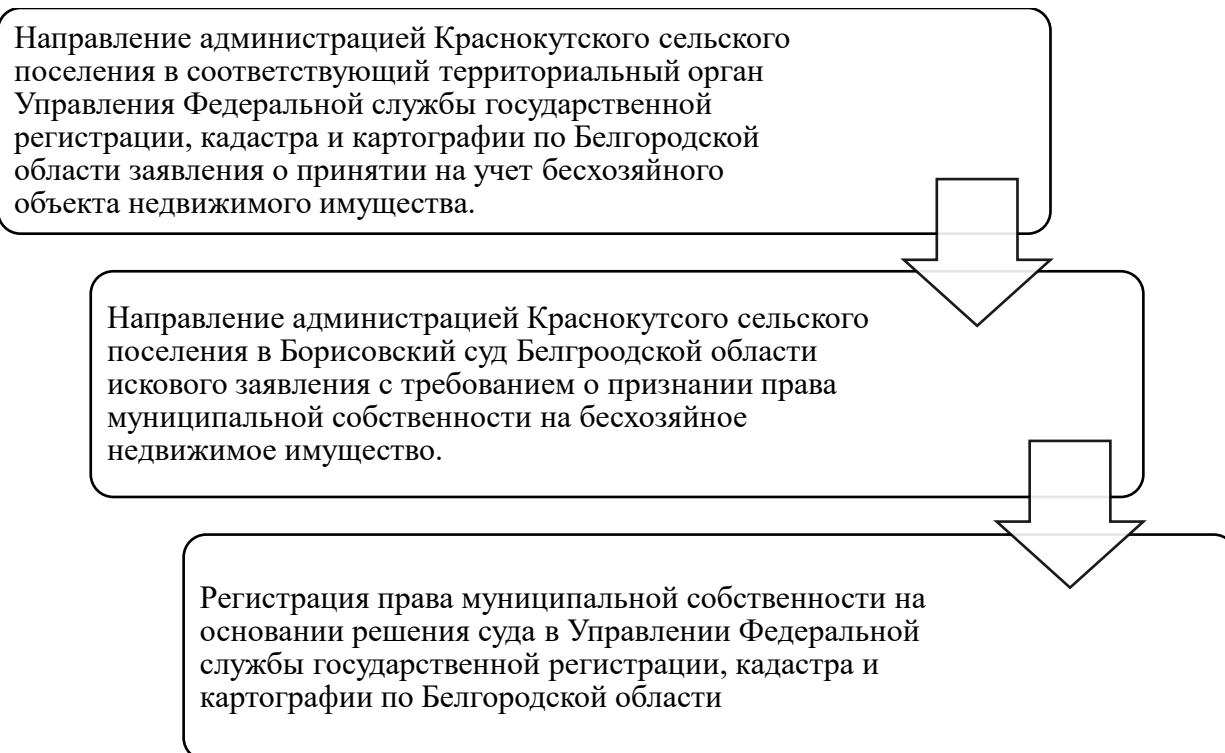 Направление администрацией Краснокутского сельского
поселения в соответствующий территориальный орган
Управления Федеральной службы государственной
регистрации, кадастра и картографии по Белгородской
области заявления о принятии на учет бесхозяйного
объекта недвижимого имущества.
Направление администрацией Краснокутсого сельского
поселения в Борисовский суд Белгроодской области
искового заявления с требованием о признании права
муниципальной собственности на бесхозяйное
недвижимое имущество.
Регистрация права муниципальной собственности на
основании решения суда в Управлении Федеральной
службы государственной регистрации, кадастра и
картографии по Белгородской области